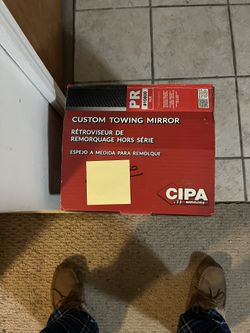 PR
CUSTOM TOWING MIRROR
RÉTROVISEUR DE
REMORQUAGE HORS SÉRIE
ESPEJO A MEDIDA PARA REMOLQUE
CIPA